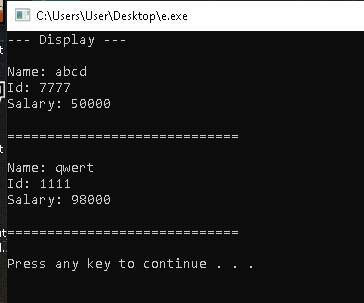 C:\Users\User\Desktop\e.exe
--- Display ---
Name: abcd
Id: 7777
Salary: 50000
=============================
Name: qwert
Id: 1111
Salary: 98000
=============================
Press any key to continue . . .